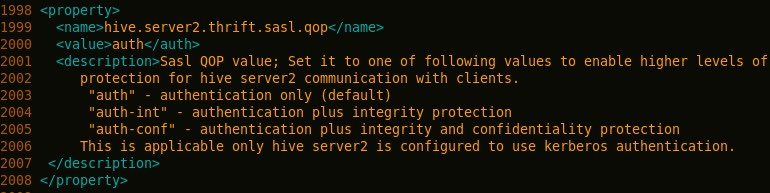 1998 <property>
1999   <name>hive.server2.thrift.sasl.qop</name>
2000   <value>auth</auth>
2001   <description>Sasl QOP value; Set it to one of following values to enable higher levels of
2002      protection for hive server2 communication with clients.
2003       "auth" - authentication only (default)
2004       "auth-int" - authentication plus integrity protection
2005       "auth-conf" - authentication plus integrity and confidentiality protection
2006      This is applicable only hive server2 is configured to use kerberos authentication.
2007  </description>
2008 </property>